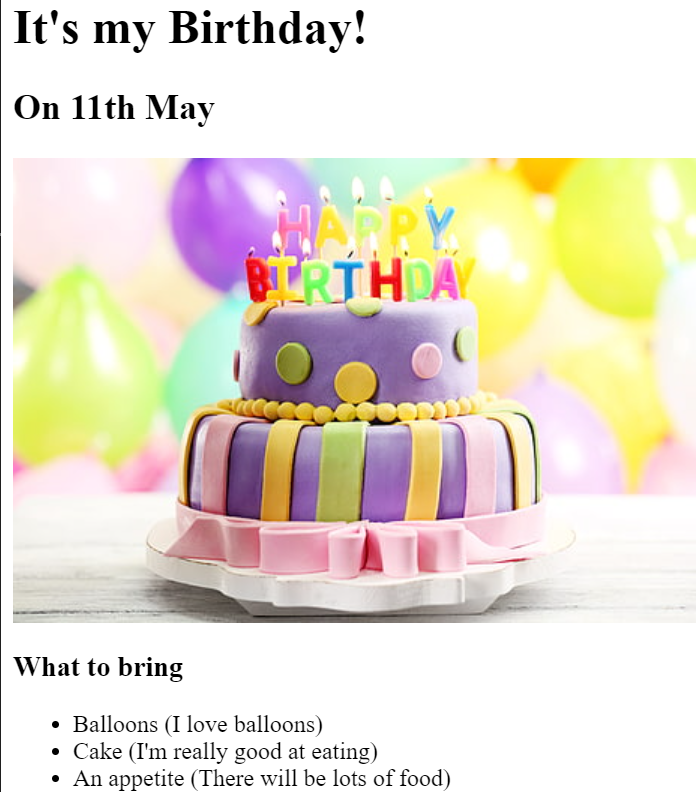 It's my Birthday!
On 11th May
HAPPY
BIRTHDAY
What to bring
Balloons (I love balloons)
Cake (I'm really good at eating)
An appetite (There will be lots of food)